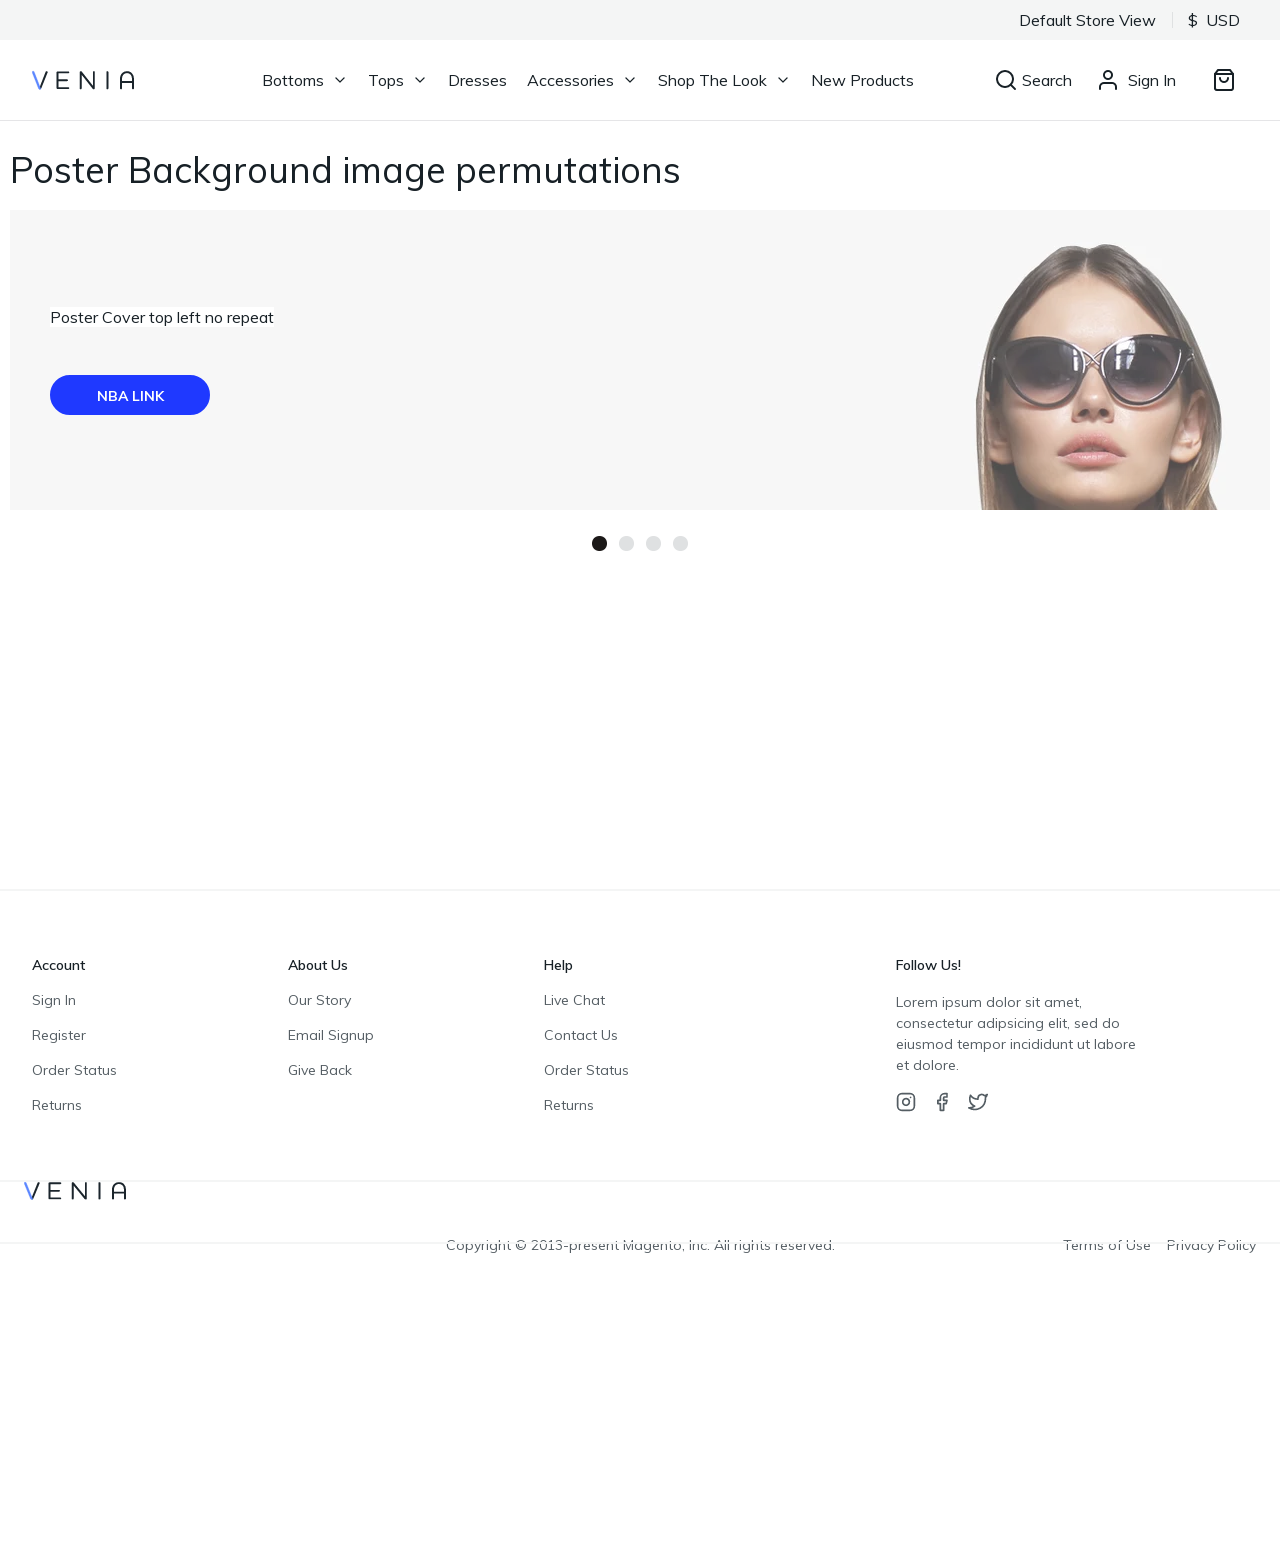 Default Store View $ USD
VENIA Bottoms Tops Dresses Accessories Shop The Look New Products Search Sign In
Poster Background image permutations
Poster Cover top left no repeat
NBA LINK
Account About Us Help Follow Us!
Sign In Our Story Live Chat Lorem ipsum dolor sit amet,
consectetur adipsicing elit, sed do
Register Email Signup Contact Us eiusmod tempor incididunt ut labore
Order Status Give Back Order Status et dolore.
Returns Returns
VENIA
Copyright © 2013-present Magento, Inc. All rights reserved. Terms of Use Privacy Policy